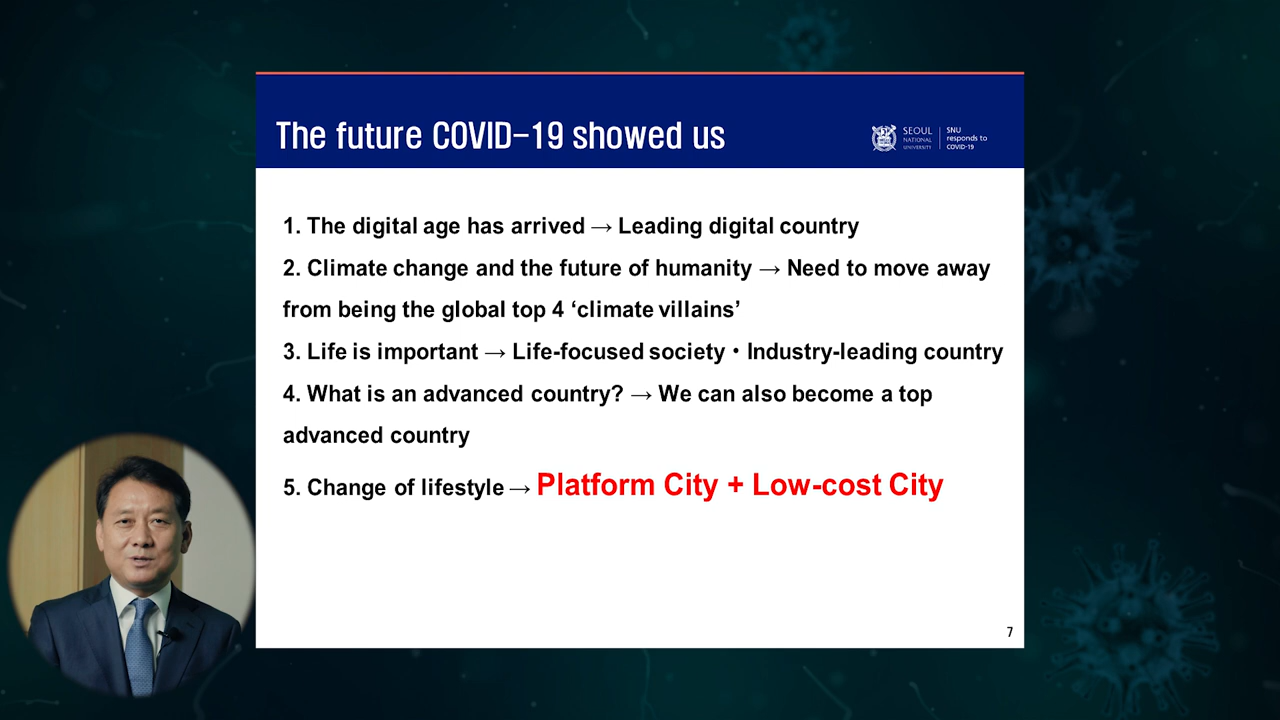 The future COVID-19 showed us
SEOUL
NATIONAL
UNIVERSITY
SNU
responds to
COVID-19
1. The digital age has arrived → Leading digital country
2. Climate change and the future of humanity → Need to move away
from being the global top 4 ‘climate villains’
3. Life is important → Life-focused society • Industry-leading country
4. What is an advanced country? → We can also become a top
advanced country
5. Change of lifestyle → Platform City + Low-cost City
7